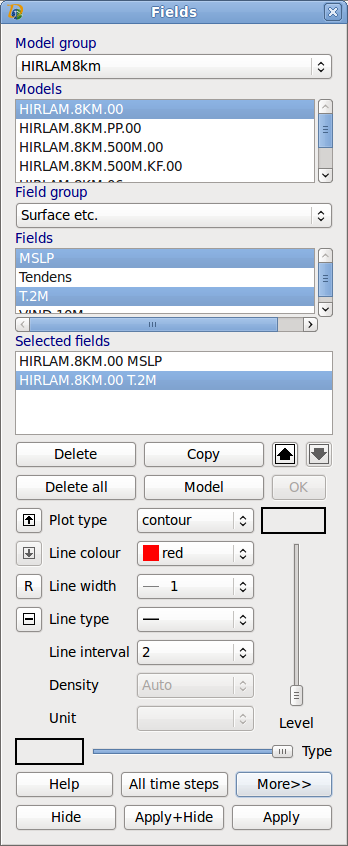 Fields
Model group
HIRLAM8km
Models
HIRLAM.8KM.00
HIRLAM.8KM.PP.00
HIRLAM.8KM.500M.00
HIRLAM.8KM.500M.KF.00
Field group
Surface etc.
Fields
MSLP
Tendens
T.2M
Selected fields
HIRLAM.8KM.00 MSLP
HIRLAM.8KM.00 T.2M
Delete Copy
Delete all Model OK
Plot type contour
Line colour red
R Line width 1
Line type
Line interval 2
Density Auto
Unit
Level
Type
Help All time steps More>>
Hide Apply+Hide Apply